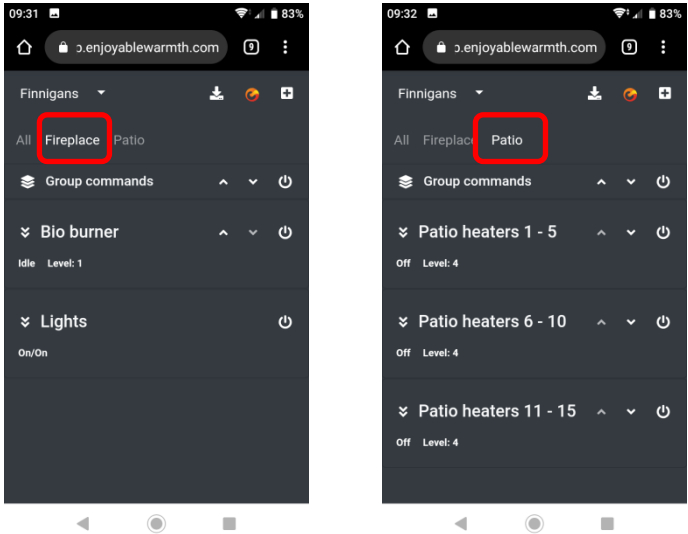 09:31 83%
ɔ.enjoyablewarmth.com 9
Finnigans
All Fireplace Patio
Group commands
Bio burner
Idle Level: 1
Lights
On/On
09:32 83%
ɔ.enjoyablewarmth.com 9
Finnigans
All Fireplace Patio
Group commands
Patio heaters 1 - 5
Off Level: 4
Patio heaters 6 - 10
Off Level: 4
Patio heaters 11 - 15
Off Level: 4